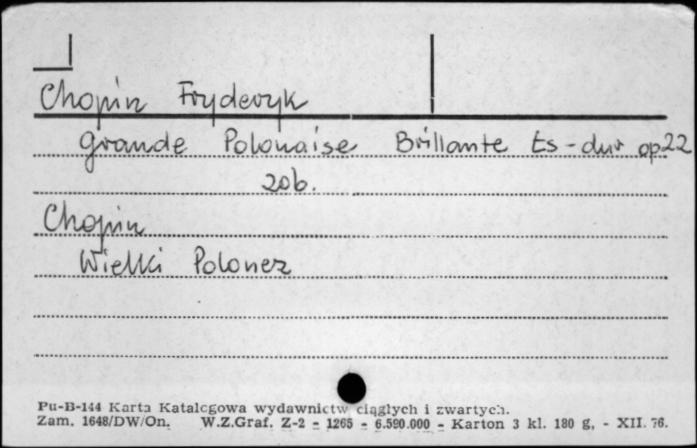 Chopin Fryderyk
Grande Polonaise Brillante Es-dur op 22
zob.
Chopin
Wielki Polonez
Pu-B-144 Karta Katalogowa wydawnictw ciągłych i zwartych.
Zam. 1648/DW/On. W.Z.Graf. Z-2 - 1265 - 6.590.000 - Karton 3 kl. 180 g, - XII. 76.